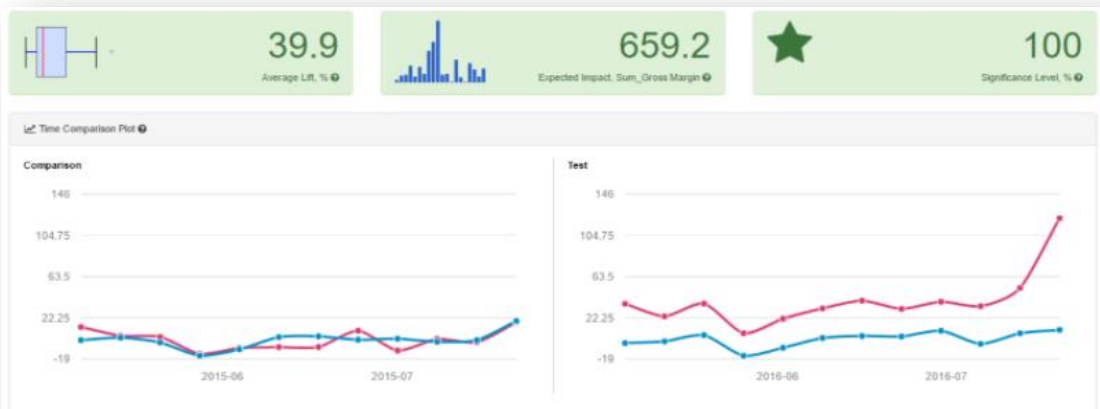 39.9
Average Lift, %
659.2
Expected Impact, Sum_Gross Margin
100
Significance Level, %
Time Comparison Plot
Comparison
146
104.75
63.5
22.25
-19
2015-06 2015-07
Test
146
104.75
63.5
22.25
-19
2016-06 2016-07